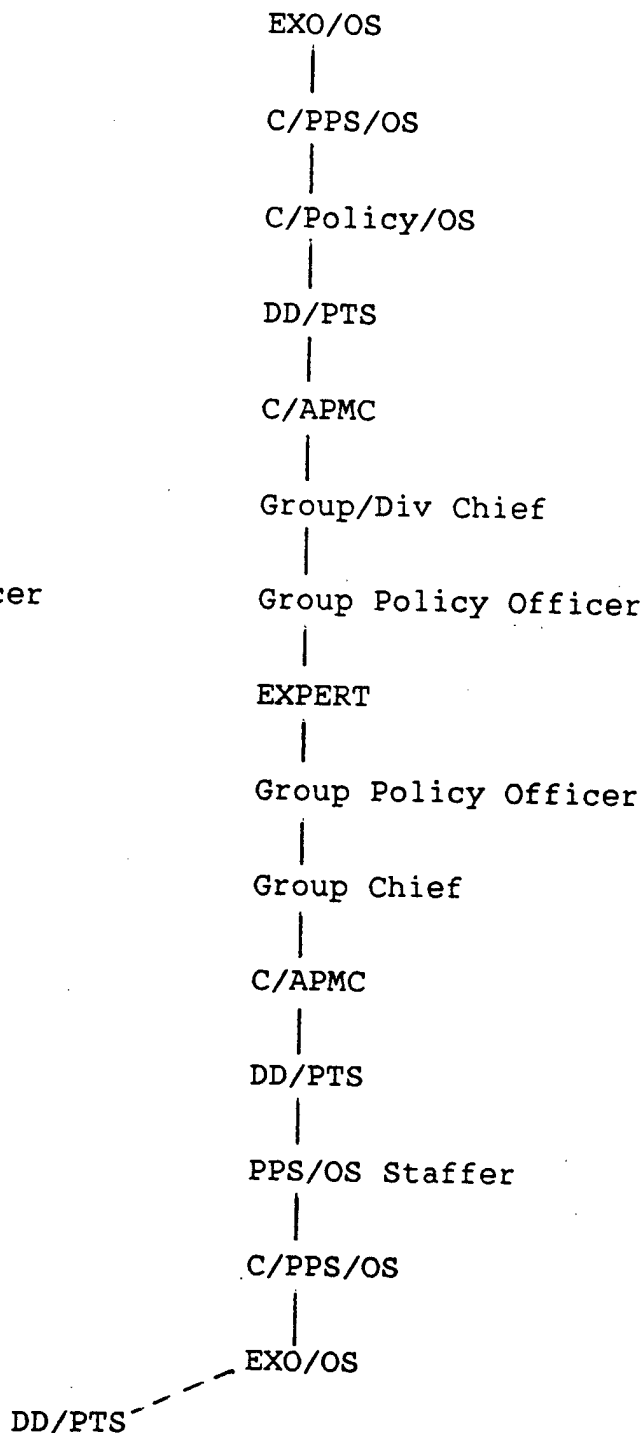 EXO/OS
C/PPS/OS
C/Policy/OS
DD/PTS
C/APMC
Group/Div Chief
cer Group Policy Officer
EXPERT
Group Policy Officer
Group Chief
C/APMC
DD/PTS
PPS/OS Staffer
C/PPS/OS
EXO/OS
DD/PTS